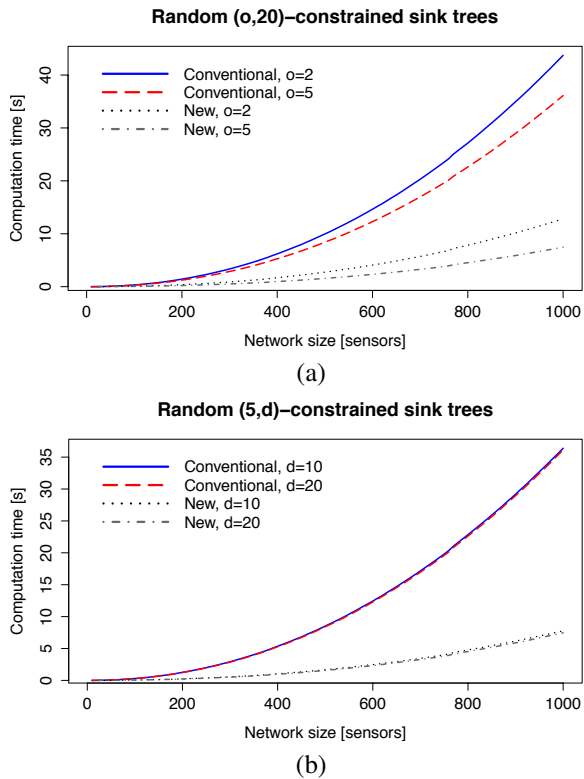 Random (o,20)−constrained sink trees
Computation time [s]
40
30
20
10
0
Conventional, o=2
Conventional, o=5
New, o=2
New, o=5
0 200 400 600 800 1000
Network size [sensors]
(a)
Random (5,d)−constrained sink trees
Computation time [s]
35
30
25
20
15
10
5
0
Conventional, d=10
Conventional, d=20
New, d=10
New, d=20
0 200 400 600 800 1000
Network size [sensors]
(b)